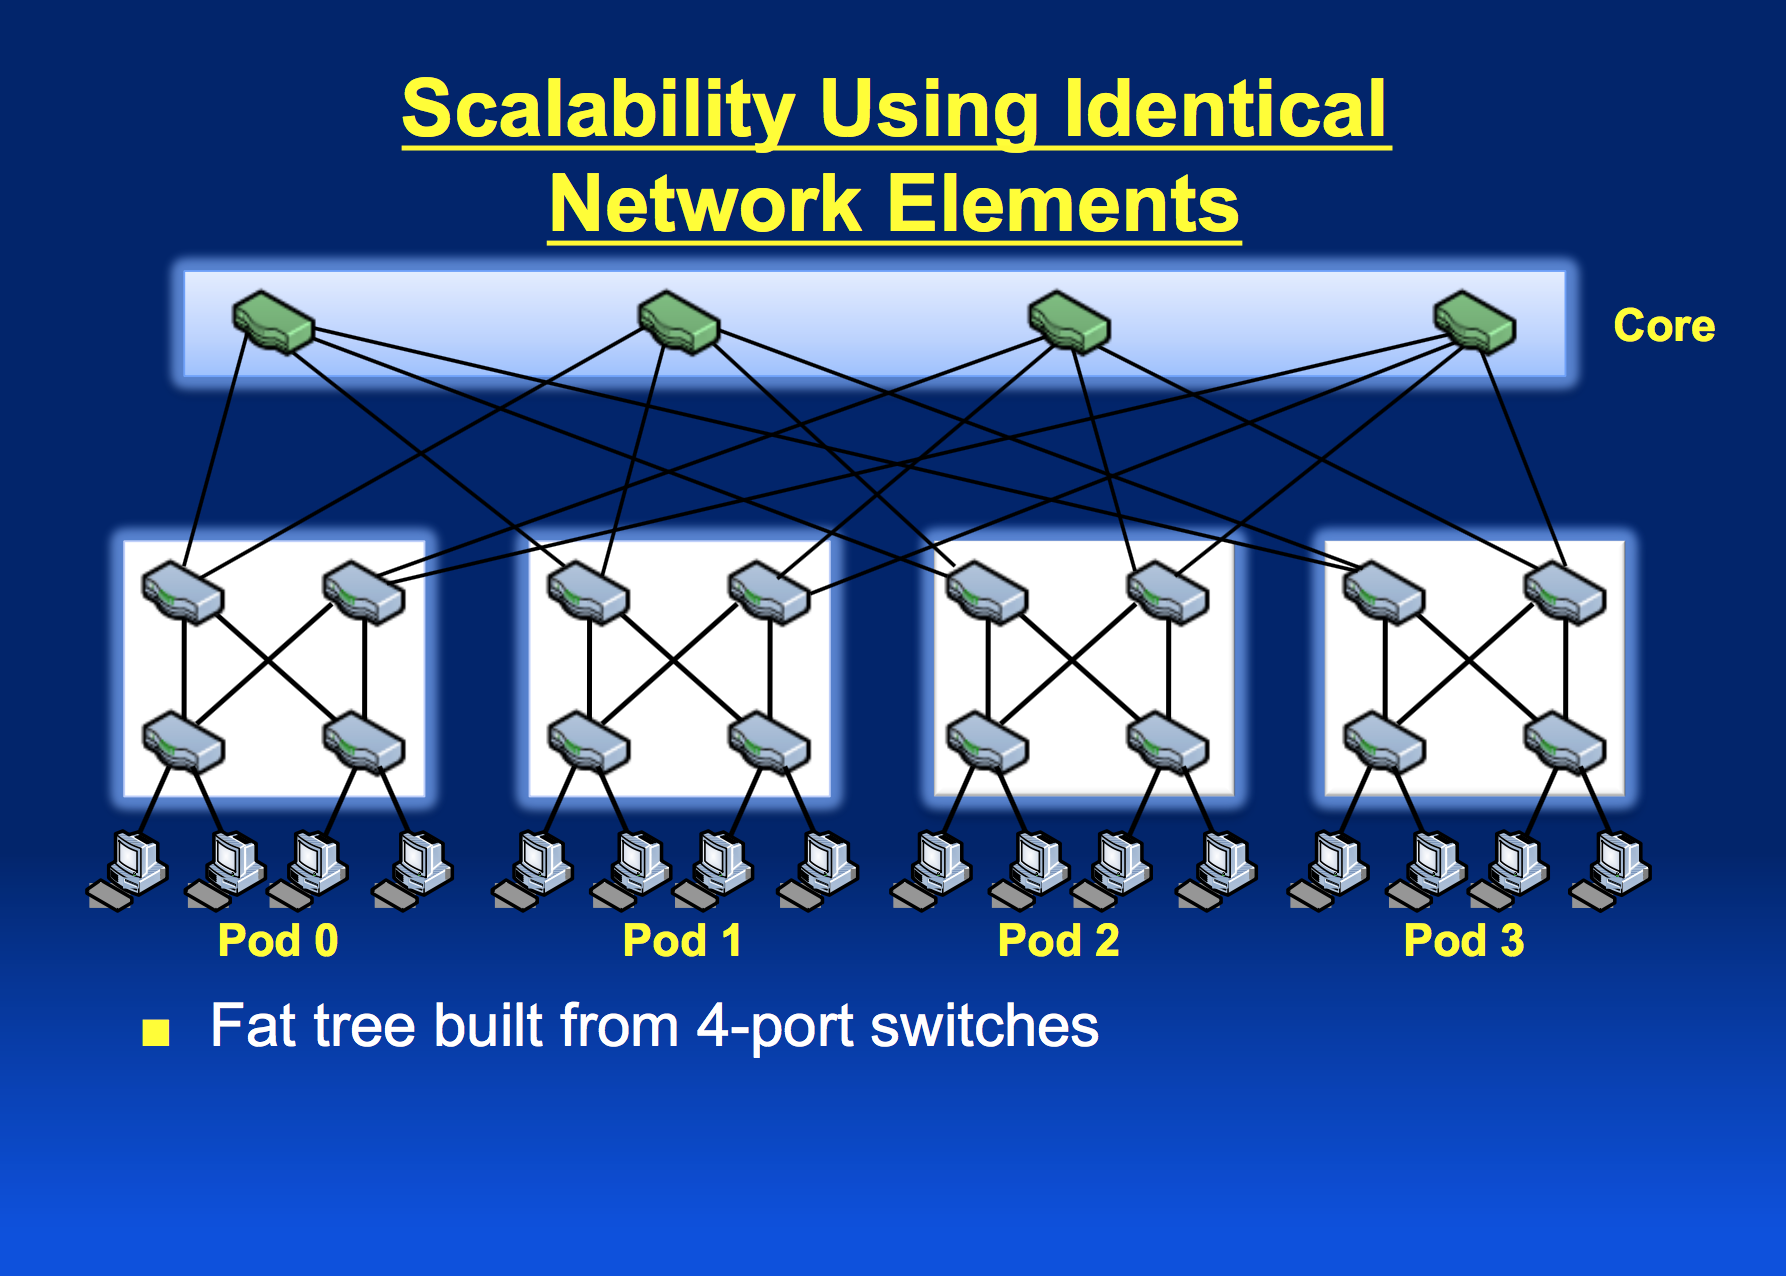 Scalability Using Identical
Network Elements
Core
Pod 0
Pod 1
Pod 2
Pod 3
Fat tree built from 4-port switches